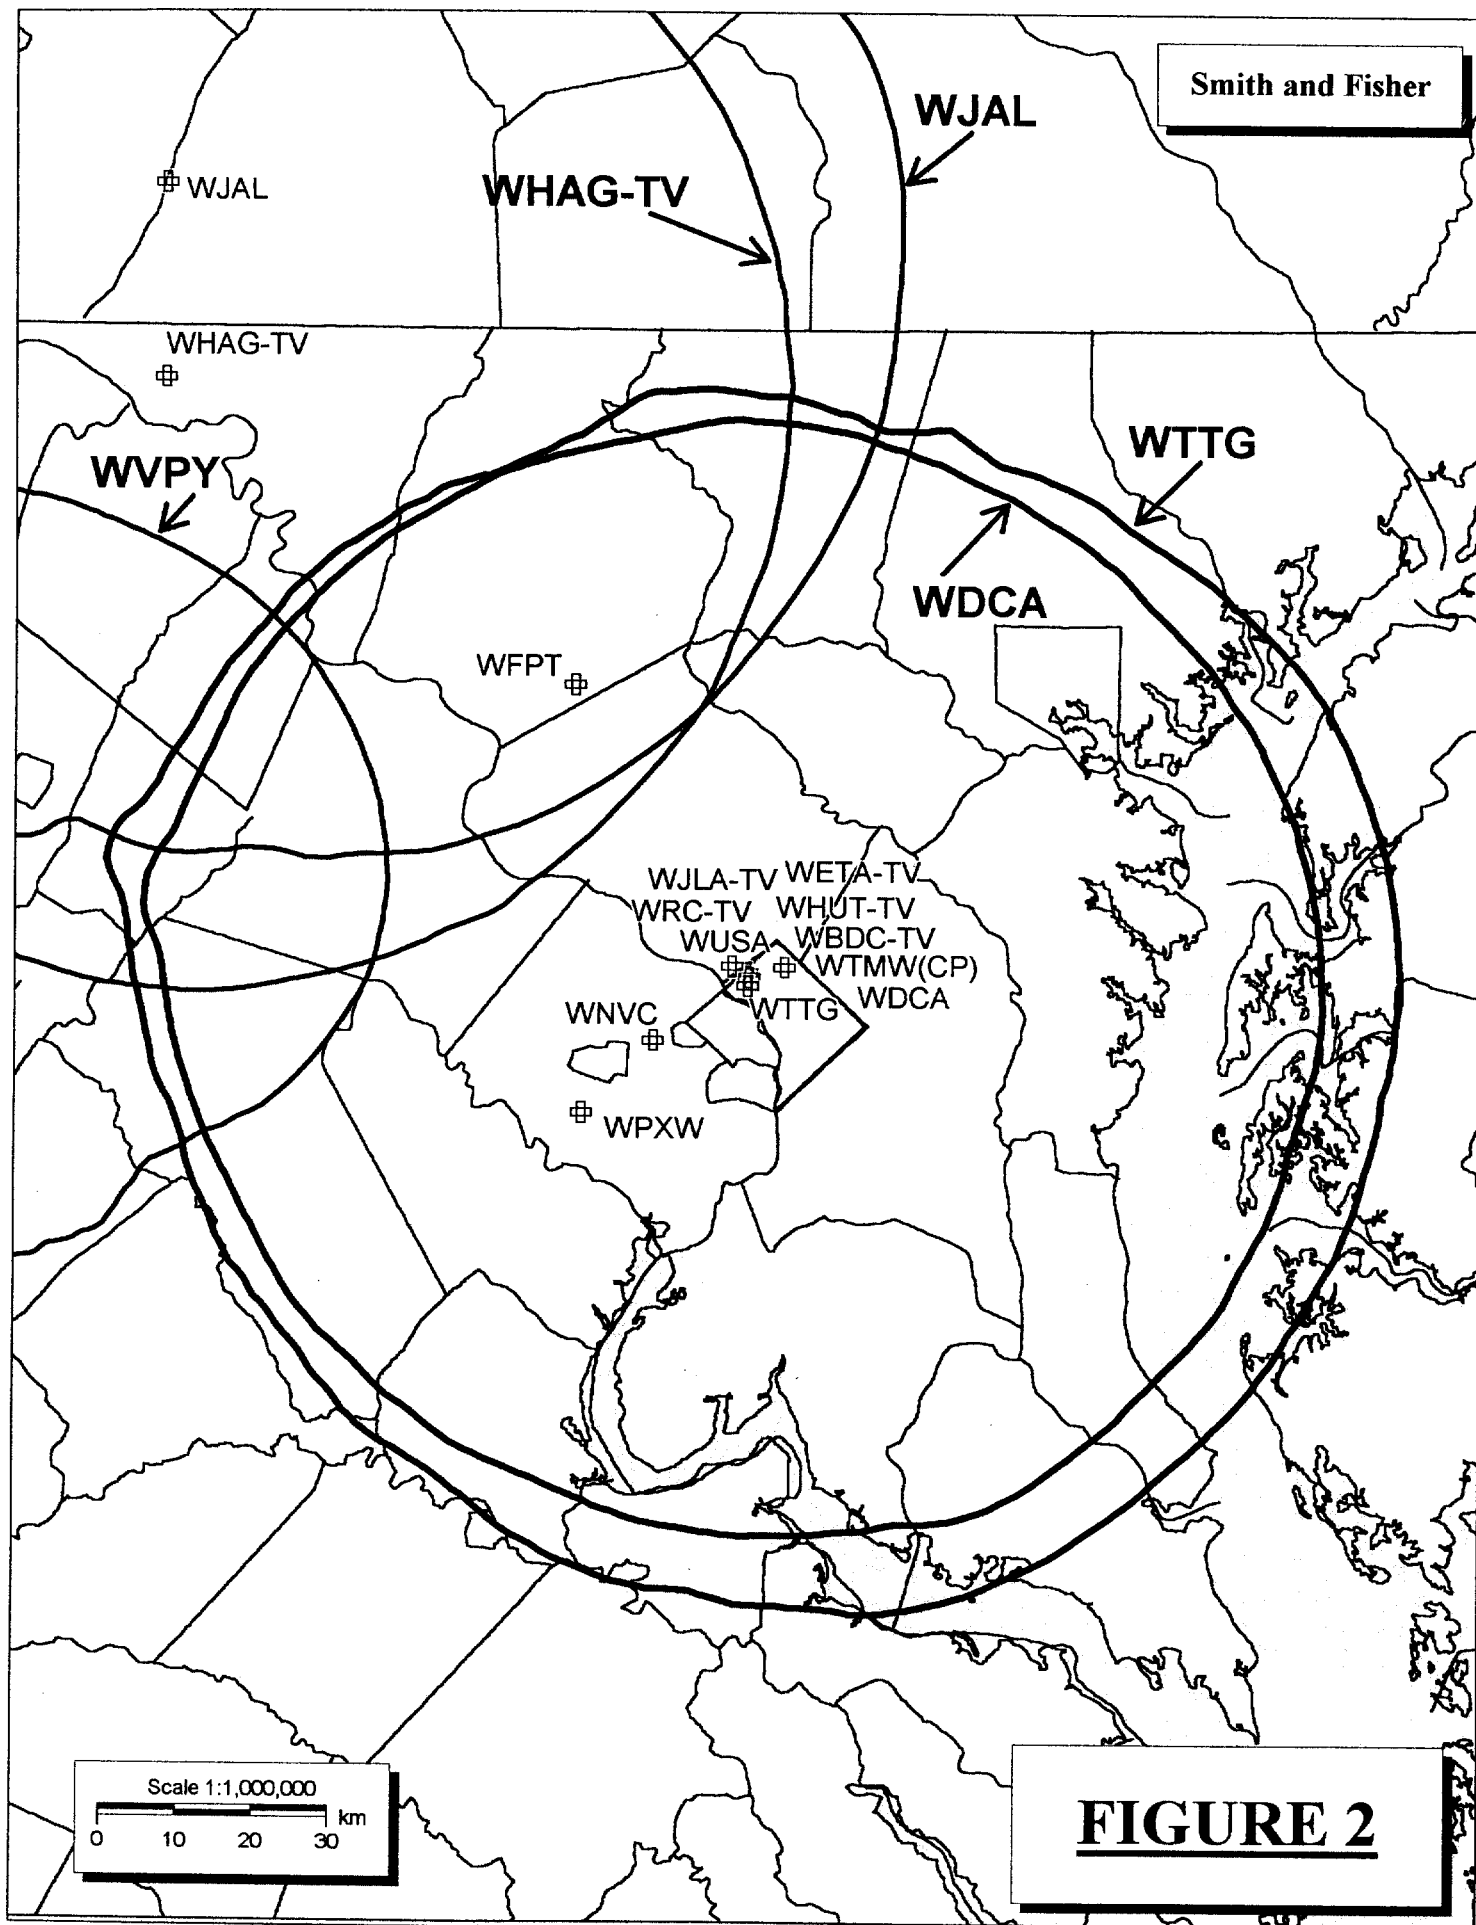 Smith and Fisher
WJAL
WJAL
WHAG-TV
WHAG-TV
WVPY
WTTG
WDCA
WFPT
WJLA-TV WETA-TV
WRC-TV WHUT-TV
WUSA WBDC-TV
WTMW(CP)
WDCA
WTTG
WNVC
WPXW
Scale 1:1,000,000
km
0 10 20 30
FIGURE 2